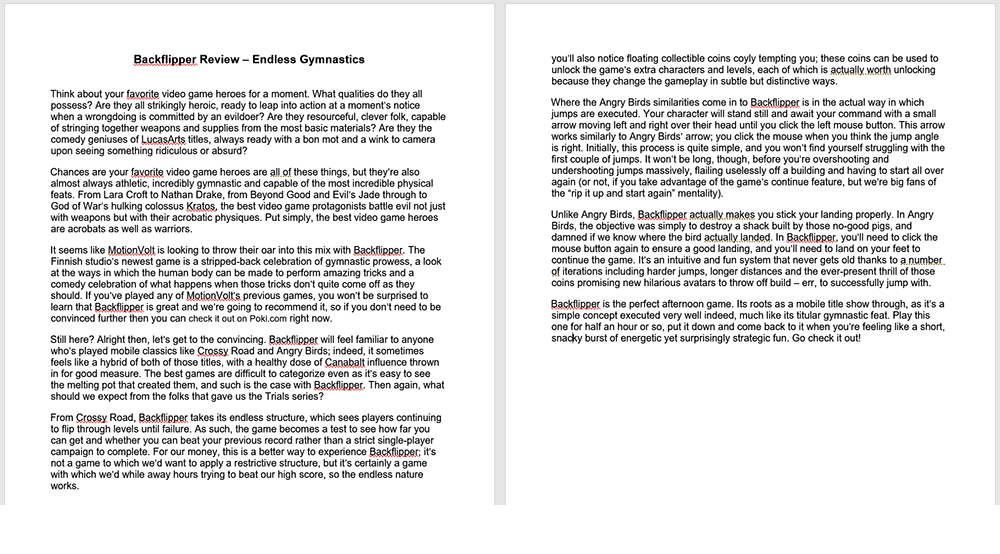 Backflipper Review – Endless Gymnastics
Think about your favorite video game heroes for a moment. What qualities do they all
possess? Are they all strikingly heroic, ready to leap into action at a moment's notice
when a wrongdoing is committed by an evildoer? Are they resourceful, clever folk, capable
of stringing together weapons and supplies from the most basic materials? Are they the
comedy geniuses of LucasArts titles, always ready with a bon mot and a wink to camera
upon seeing something ridiculous or absurd?
Chances are your favorite video game heroes are all of these things, but they're also
almost always athletic, incredibly gymnastic and capable of the most incredible physical
feats. From Lara Croft to Nathan Drake, from Beyond Good and Evil's Jade through to
God of War's hulking colossus Kratos, the best video game protagonists battle evil not just
with weapons but with their acrobatic physiques. Put simply, the best video game heroes
are acrobats as well as warriors.
It seems like MotionVolt is looking to throw their oar into this mix with Backflipper. The
Finnish studio's newest game is a stripped-back celebration of gymnastic prowess, a look
at the ways in which the human body can be made to perform amazing tricks and a
comedy celebration of what happens when those tricks don't quite come off as they
should. If you've played any of MotionVolt's previous games, you won't be surprised to
learn that Backflipper is great and we're going to recommend it, so if you don't need to be
convinced further then you can check it out on Poki.com right now.
Still here? Alright then, let's get to the convincing. Backflipper will feel familiar to anyone
who's played mobile classics like Crossy Road and Angry Birds; indeed, it sometimes
feels like a hybrid of both of those titles, with a healthy dose of Canabalt influence thrown
in for good measure. The best games are difficult to categorize even as it's easy to see
the melting pot that created them, and such is the case with Backflipper. Then again, what
should we expect from the folks that gave us the Trials series?
From Crossy Road, Backflipper takes its endless structure, which sees players continuing
to flip through levels until failure. As such, the game becomes a test to see how far you
can get and whether you can beat your previous record rather than a strict single-player
campaign to complete. For our money, this is a better way to experience Backflipper; it's
not a game to which we'd want to apply a restrictive structure, but it's certainly a game
with which we'd while away hours trying to beat our high score, so the endless nature
works.
you'll also notice floating collectible coins coyly tempting you; these coins can be used to
unlock the game's extra characters and levels, each of which is actually worth unlocking
because they change the gameplay in subtle but distinctive ways.
Where the Angry Birds similarities come in to Backflipper is in the actual way in which
jumps are executed. Your character will stand still and await your command with a small
arrow moving left and right over their head until you click the left mouse button. This arrow
works similarly to Angry Birds' arrow; you click the mouse when you think the jump angle
is right. Initially, this process is quite simple, and you won't find yourself struggling with the
first couple of jumps. It won't be long, though, before you're overshooting and
undershooting jumps massively, flailing uselessly off a building and having to start all over
again (or not, if you take advantage of the game's continue feature, but we're big fans of
the “rip it up and start again” mentality).
Unlike Angry Birds, Backflipper actually makes you stick your landing properly. In Angry
Birds, the objective was simply to destroy a shack built by those no-good pigs, and
damned if we know where the bird actually landed. In Backflipper, you'll need to click the
mouse button again to ensure a good landing, and you'll need to land on your feet to
continue the game. It's an intuitive and fun system that never gets old thanks to a number
of iterations including harder jumps, longer distances and the ever-present thrill of those
coins promising new hilarious avatars to throw off build – err, to successfully jump with.
Backflipper is the perfect afternoon game. Its roots as a mobile title show through, as it's a
simple concept executed very well indeed, much like its titular gymnastic feat. Play this
one for half an hour or so, put it down and come back to it when you're feeling like a short,
snacky burst of energetic yet surprisingly strategic fun. Go check it out!